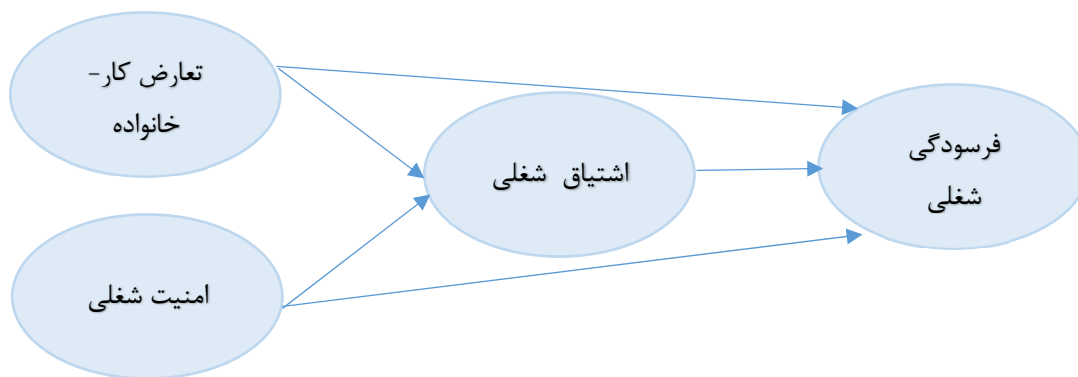 تعارض کار-
خانواده
اشتیاق شغلی
فرسودگی
شغلی
امنیت شغلی